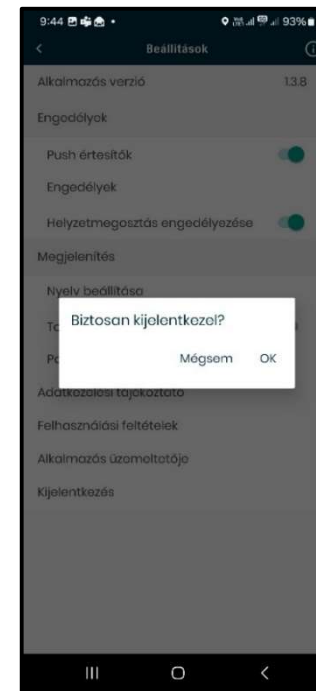 9:44 93%
Beállítások
Alkalmazás verzió 1.3.8
Engedélyek
Push értesítők
Engedélyek
Helyzetmegosztás engedélyezése
Megjelenítés
Nyelv beállítása
Biztosan kijelentkezel?
Mégsem OK
Adatkezelési tájékoztató
Felhasználási feltételek
Alkalmazás üzemeltetője
Kijelentkezés